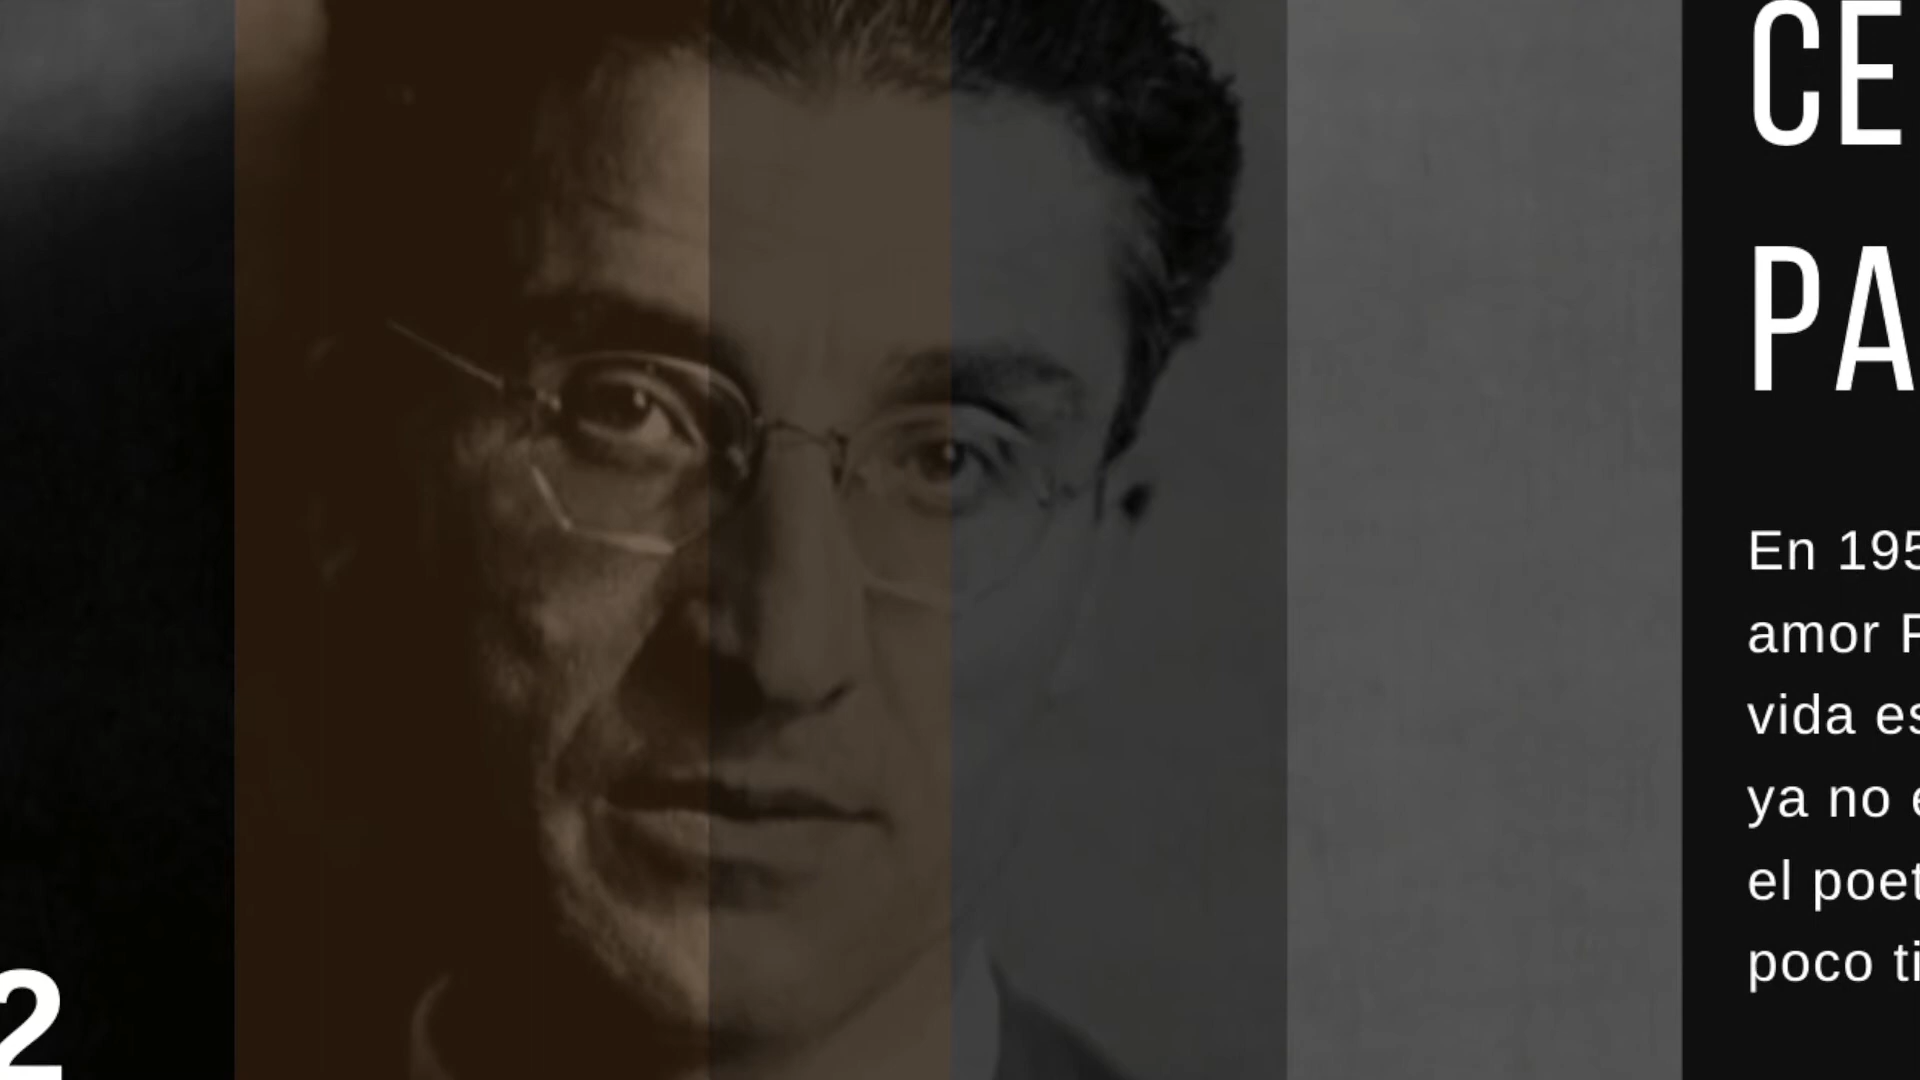 CE
PA
En 195
amor P
vida es
ya no e
el poet
poco ti
2